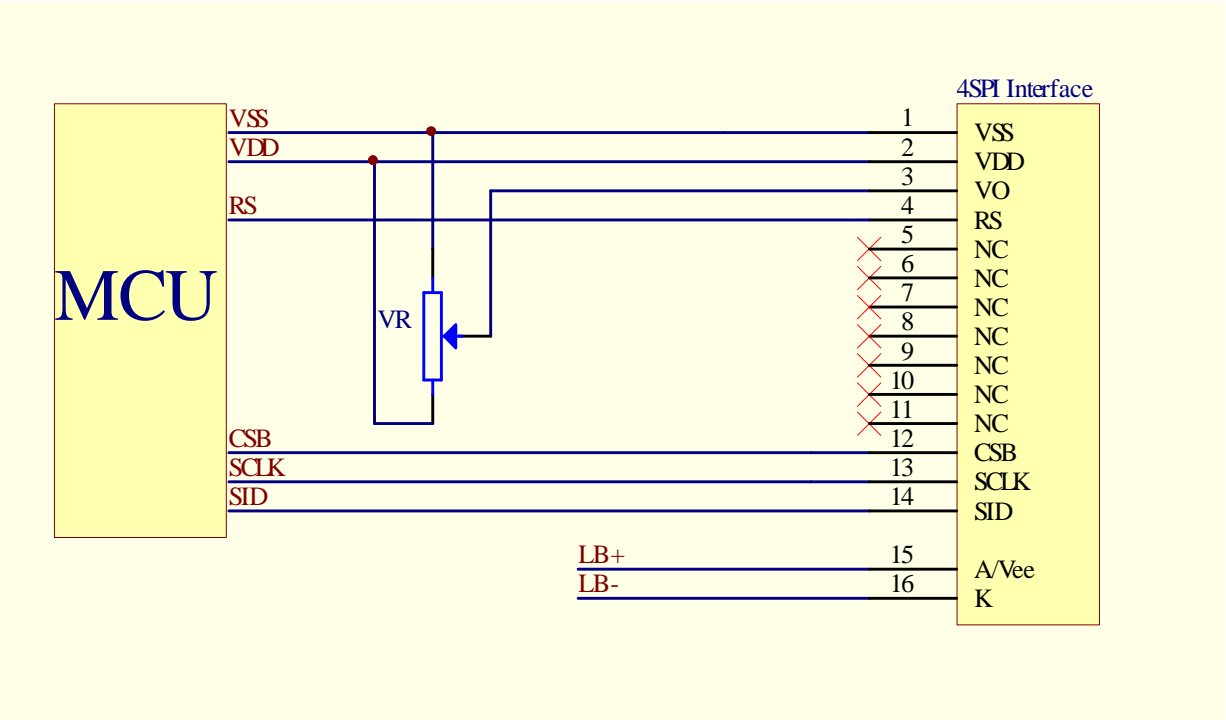 4SPI Interface
VSS 1 VSS
VDD 2 VDD
3 VO
RS 4 RS
5 NC
6 NC
7 NC
MCU
VR 8 NC
9 NC
10 NC
11 NC
CSB 12 CSB
SCLK 13 SCLK
SID 14 SID
LB+ 15 A/Vee
LB- 16 K